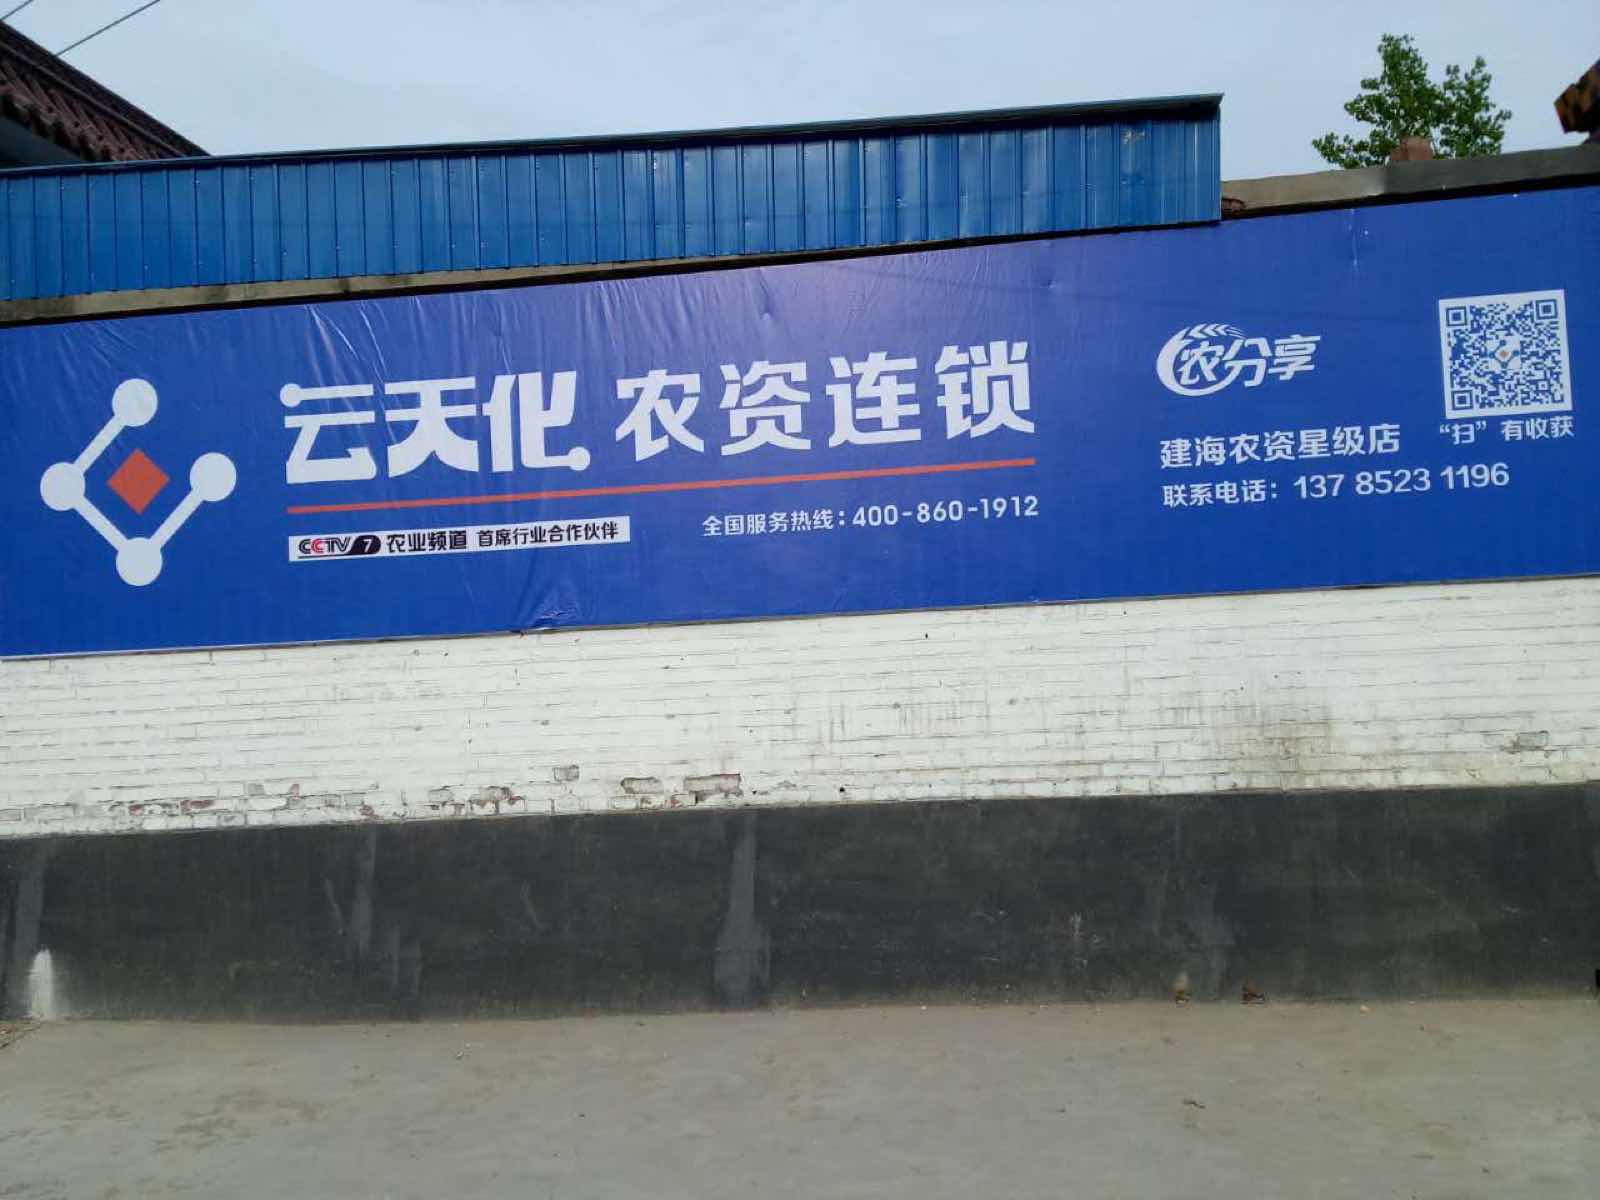 云天化 农资连锁
CCTV 7 农业频道 首席行业合作伙伴
全国服务热线：400-860-1912
农分享
建海农资星级店
联系电话：137 8523 1196
“扫”有收获